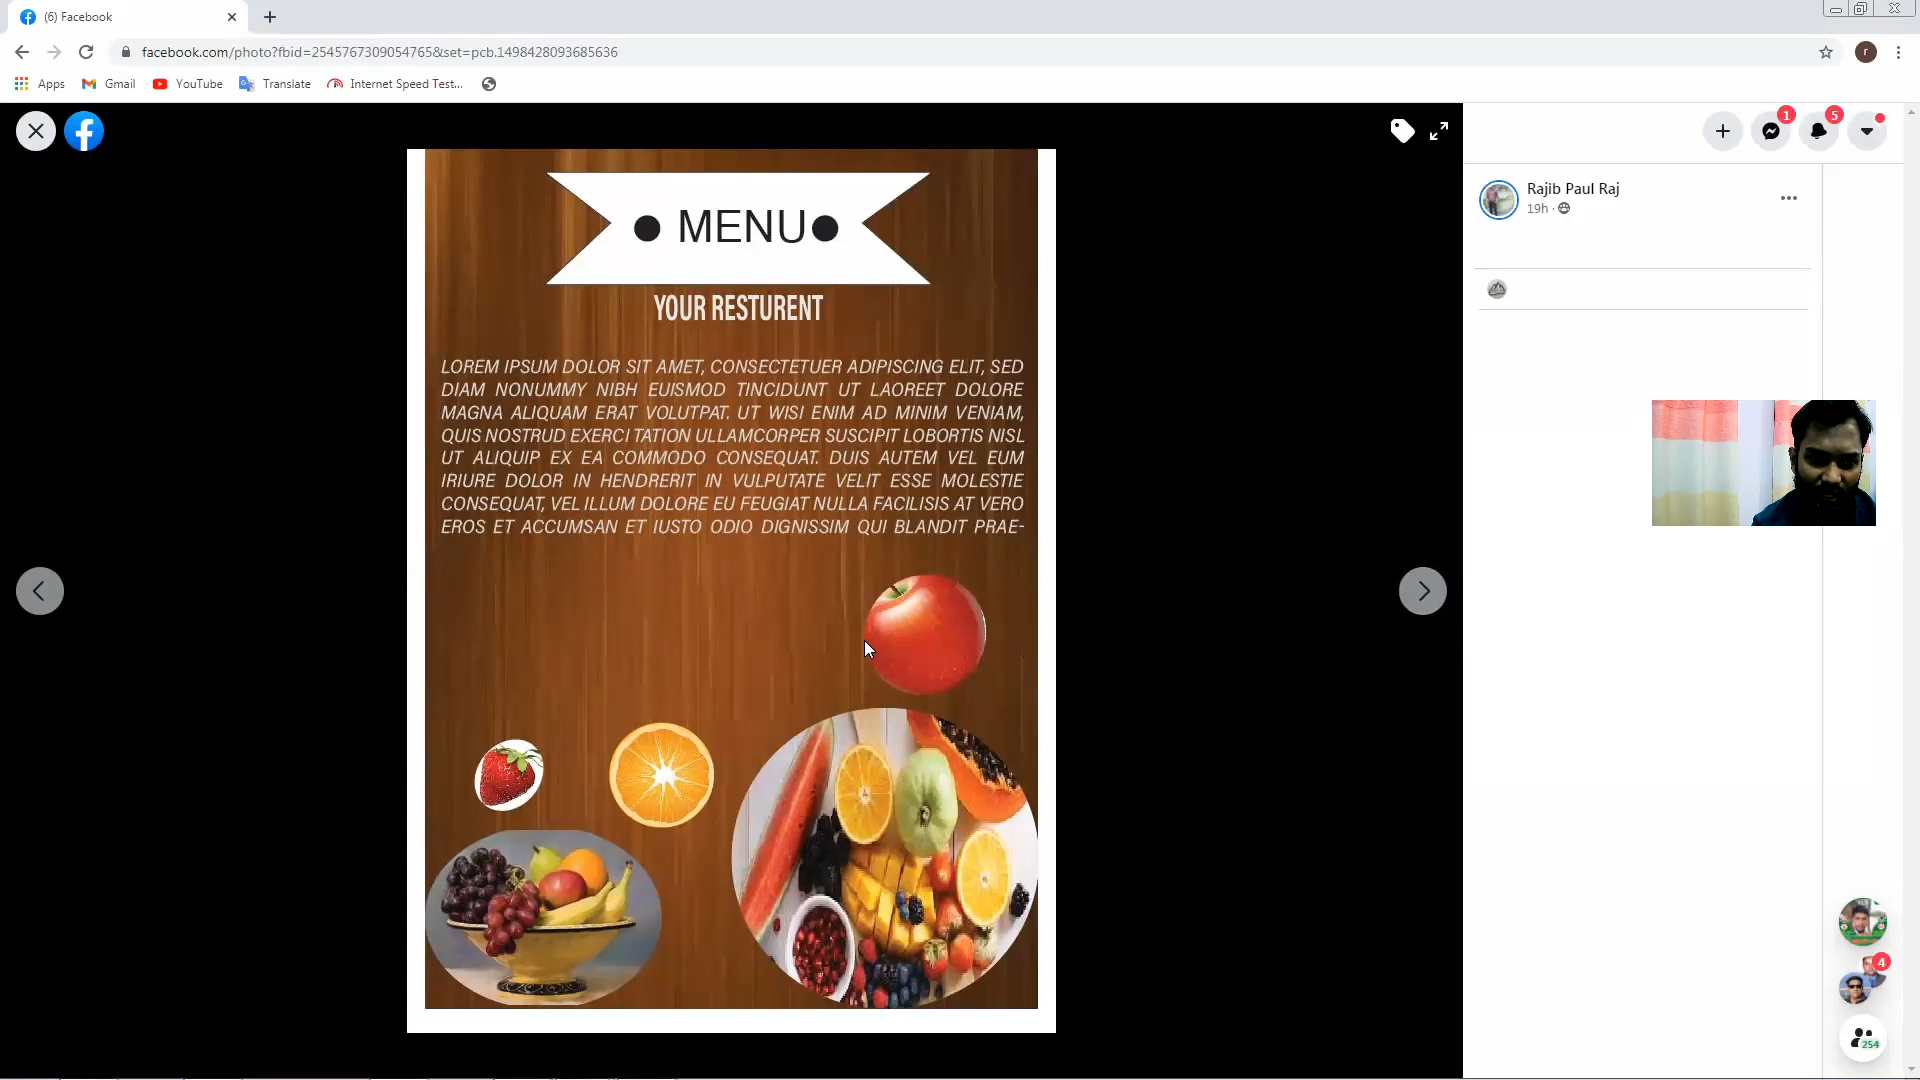 (6) Facebook
facebook.com/photo?fbid=2545767309054765&set=pcb.1498428093685636
r
Apps
Gmail
YouTube
Translate
Internet Speed Test...
1
5
Rajib Paul Raj
19h ·
● MENU●
YOUR RESTURENT
LOREM IPSUM DOLOR SIT AMET, CONSECTETUER ADIPISCING ELIT, SED
DIAM NONUMMY NIBH EUISMOD TINCIDUNT UT LAOREET DOLORE
MAGNA ALIQUAM ERAT VOLUTPAT. UT WISI ENIM AD MINIM VENIAM,
QUIS NOSTRUD EXERCI TATION ULLAMCORPER SUSCIPIT LOBORTIS NISL
UT ALIQUIP EX EA COMMODO CONSEQUAT. DUIS AUTEM VEL EUM
IRIURE DOLOR IN HENDRERIT IN VULPUTATE VELIT ESSE MOLESTIE
CONSEQUAT, VEL ILLUM DOLORE EU FEUGIAT NULLA FACILISIS AT VERO
EROS ET ACCUMSAN ET IUSTO ODIO DIGNISSIM QUI BLANDIT PRAE-
4
254